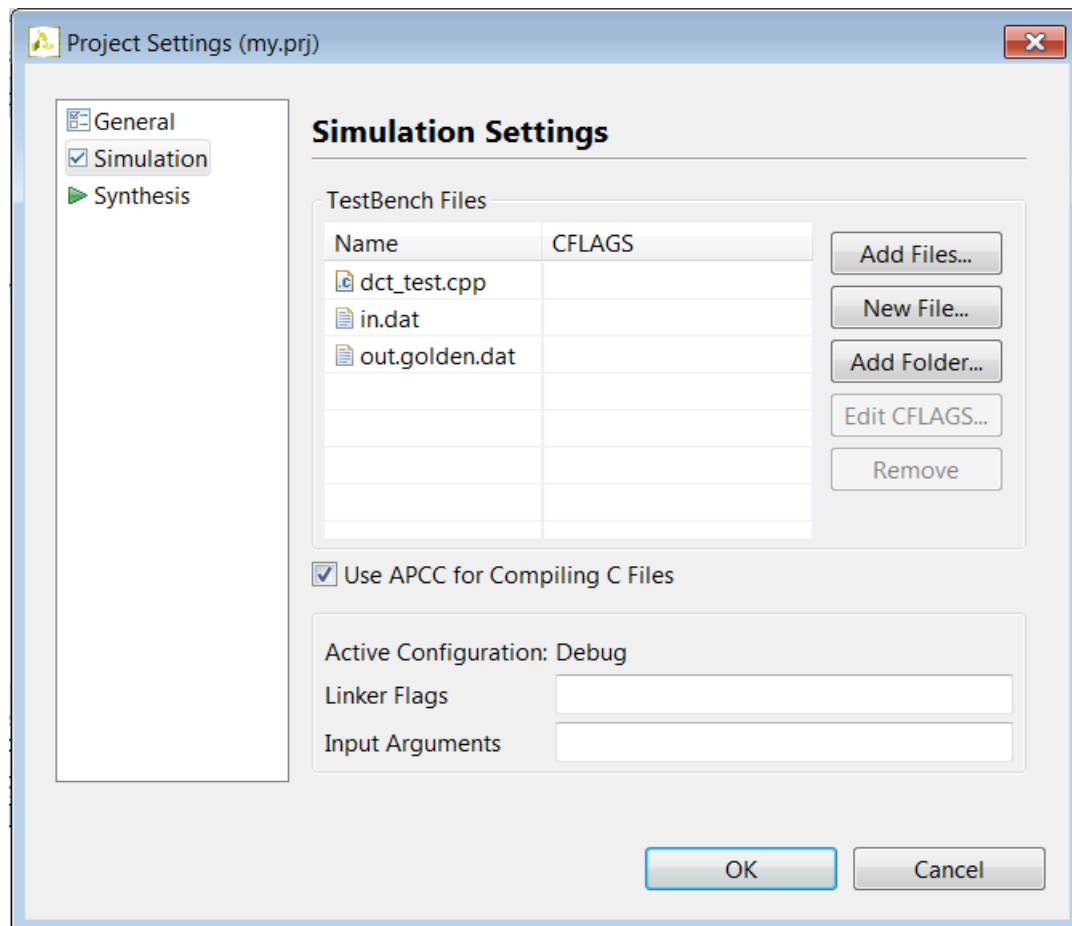 Project Settings (my.prj)
General
Simulation
Synthesis
Simulation Settings
TestBench Files
Name CFLAGS
dct_test.cpp
in.dat
out.golden.dat
Add Files...
New File...
Add Folder...
Edit CFLAGS...
Remove
Use APCC for Compiling C Files
Active Configuration: Debug
Linker Flags
Input Arguments
OK Cancel